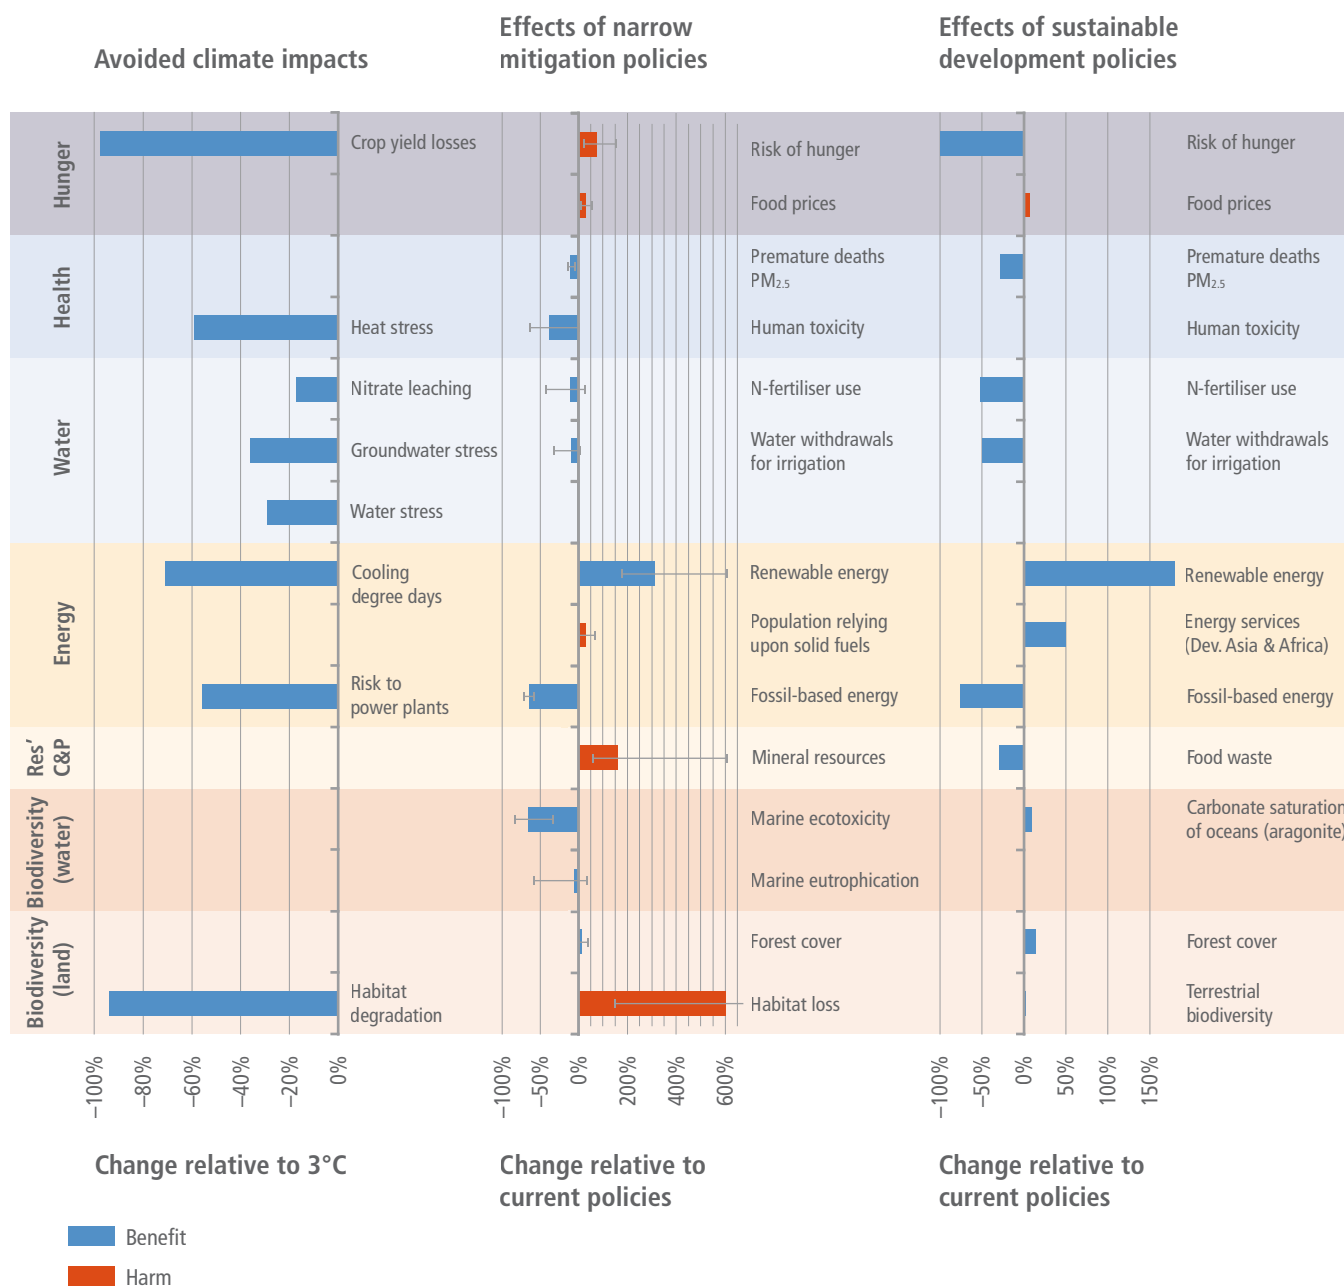 Avoided climate impacts
Effects of narrow
mitigation policies
Effects of sustainable
development policies
Hunger
Crop yield losses
Risk of hunger
Risk of hunger
Food prices
Food prices
Health
Premature deaths
PM2.5
Premature deaths
PM2.5
Heat stress
Human toxicity
Human toxicity
Water
Nitrate leaching
N-fertiliser use
N-fertiliser use
Groundwater stress
Water withdrawals
for irrigation
Water withdrawals
for irrigation
Water stress
Energy
Cooling
degree days
Renewable energy
Renewable energy
Population relying
upon solid fuels
Energy services
(Dev. Asia & Africa)
Risk to
power plants
Fossil-based energy
Fossil-based energy
Res'
C&P
Mineral resources
Food waste
Biodiversity
(water)
Marine ecotoxicity
Carbonate saturation
of oceans (aragonite)
Marine eutrophication
Biodiversity
(land)
Forest cover
Forest cover
Habitat
degradation
Habitat loss
Terrestrial
biodiversity
−100%
−80%
−60%
−40%
−20%
0%
−100%
−50%
0%
200%
400%
600%
−100%
−50%
0%
50%
100%
150%
Change relative to 3°C
Change relative to
current policies
Change relative to
current policies
Benefit
Harm